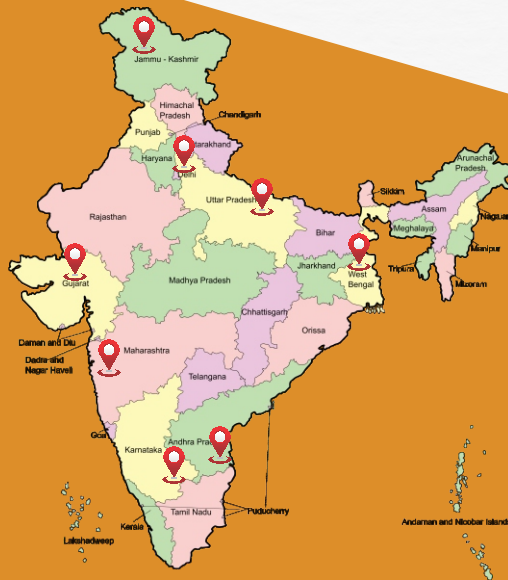 Jammu - Kashmir
Himachal
Pradesh
Chandigarh
Punjab
Uttarakhand
Haryana
Delhi
Arunachal
Pradesh
Sikkim
Uttar Pradesh
Rajasthan
Assam
Nagaland
Bihar
Meghalaya
Manipur
Jharkhand
Tripura
West
Bengal
Mizoram
Gujarat
Madhya Pradesh
Chhattisgarh
Orissa
Daman and Diu
Maharashtra
Dadra and
Nagar Haveli
Telangana
Goa
Andhra Pradesh
Karnataka
Puducherry
Tamil Nadu
Kerala
Lakshadweep
Andaman and Nicobar Islands